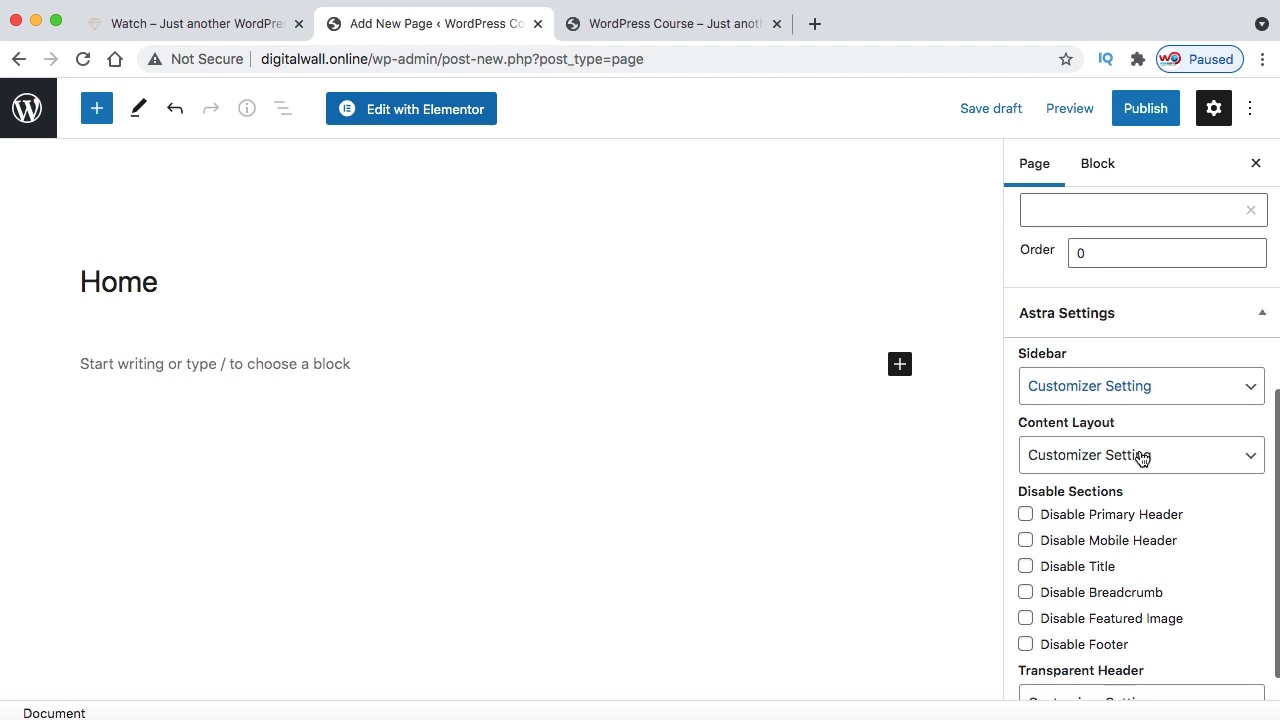 Watch – Just another WordPre
Add New Page ‹ WordPress Co
WordPress Course – Just anot
Not Secure
digitalwall.online/wp-admin/post-new.php?post_type=page
IQ
Paused
Edit with Elementor
Save draft
Preview
Publish
Page
Block
Order
0
Home
Astra Settings
Sidebar
Start writing or type / to choose a block
Customizer Setting
Content Layout
Customizer Setting
Disable Sections
Disable Primary Header
Disable Mobile Header
Disable Title
Disable Breadcrumb
Disable Featured Image
Disable Footer
Transparent Header
Document